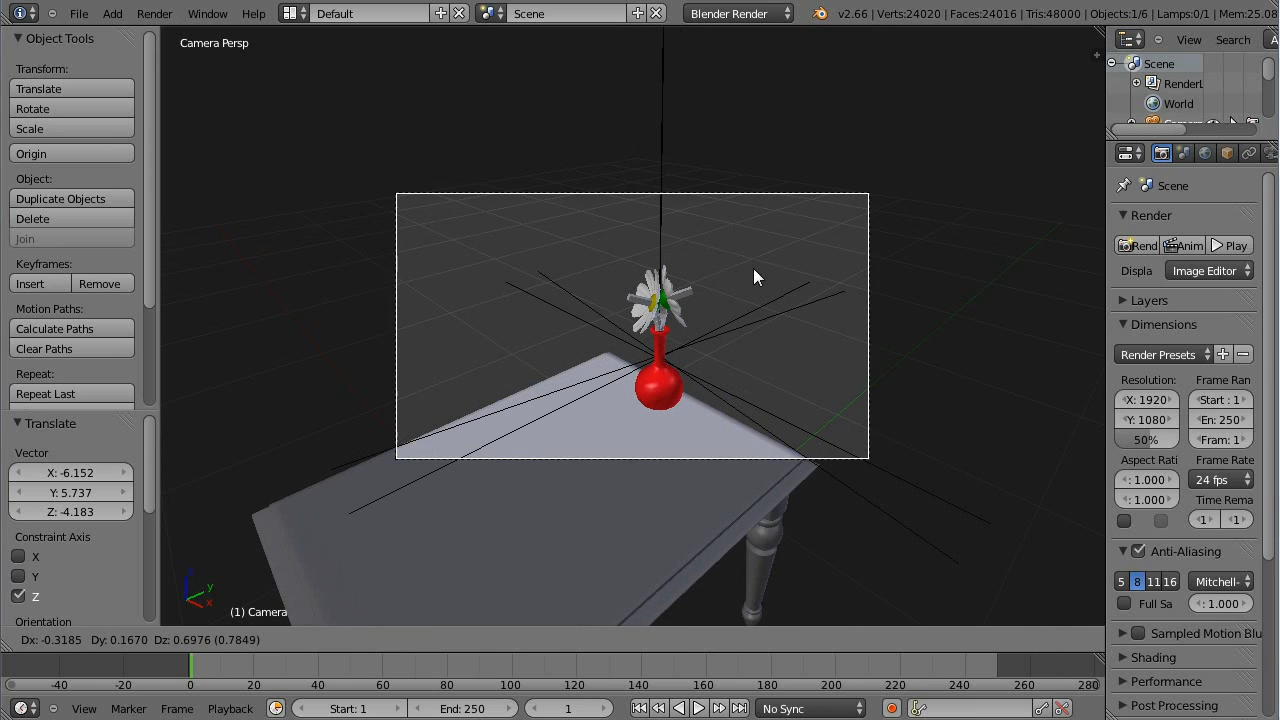 File Add Render Window Help Default Scene Blender Render v2.66 | Verts:24020 | Faces:24016 | Tris:48000 | Objects:1/6 | Lamps:0/1 | Mem:25.08
Object Tools
Transform:
Translate
Rotate
Scale
Origin
Object:
Duplicate Objects
Delete
Join
Keyframes:
Insert Remove
Motion Paths:
Calculate Paths
Clear Paths
Repeat:
Repeat Last
Translate
Vector
X: -6.152
Y: 5.737
Z: -4.183
Constraint Axis
X
Y
Z
Orientation
Camera Persp
z
y
x
(1) Camera
Dx: -0.3185 Dy: 0.1670 Dz: 0.6976 (0.7849)
View Search
Scene
RenderL
World
Scene
Render
Rend Anim Play
Displa Image Editor
Layers
Dimensions
Render Presets
Resolution: Frame Ran
X: 1920 Start : 1
Y: 1080 En: 250
50% Fram: 1
Aspect Rati Frame Rate
: 1.000 24 fps
: 1.000 Time Rema
1 1
Anti-Aliasing
5 8 11 16 Mitchell-
Full Sa : 1.000
Sampled Motion Blu
Shading
Performance
Post Processing
-40 -20 0 20 40 60 80 100 120 140 160 180 200 220 240 260 280
View Marker Frame Playback Start: 1 End: 250 1 No Sync